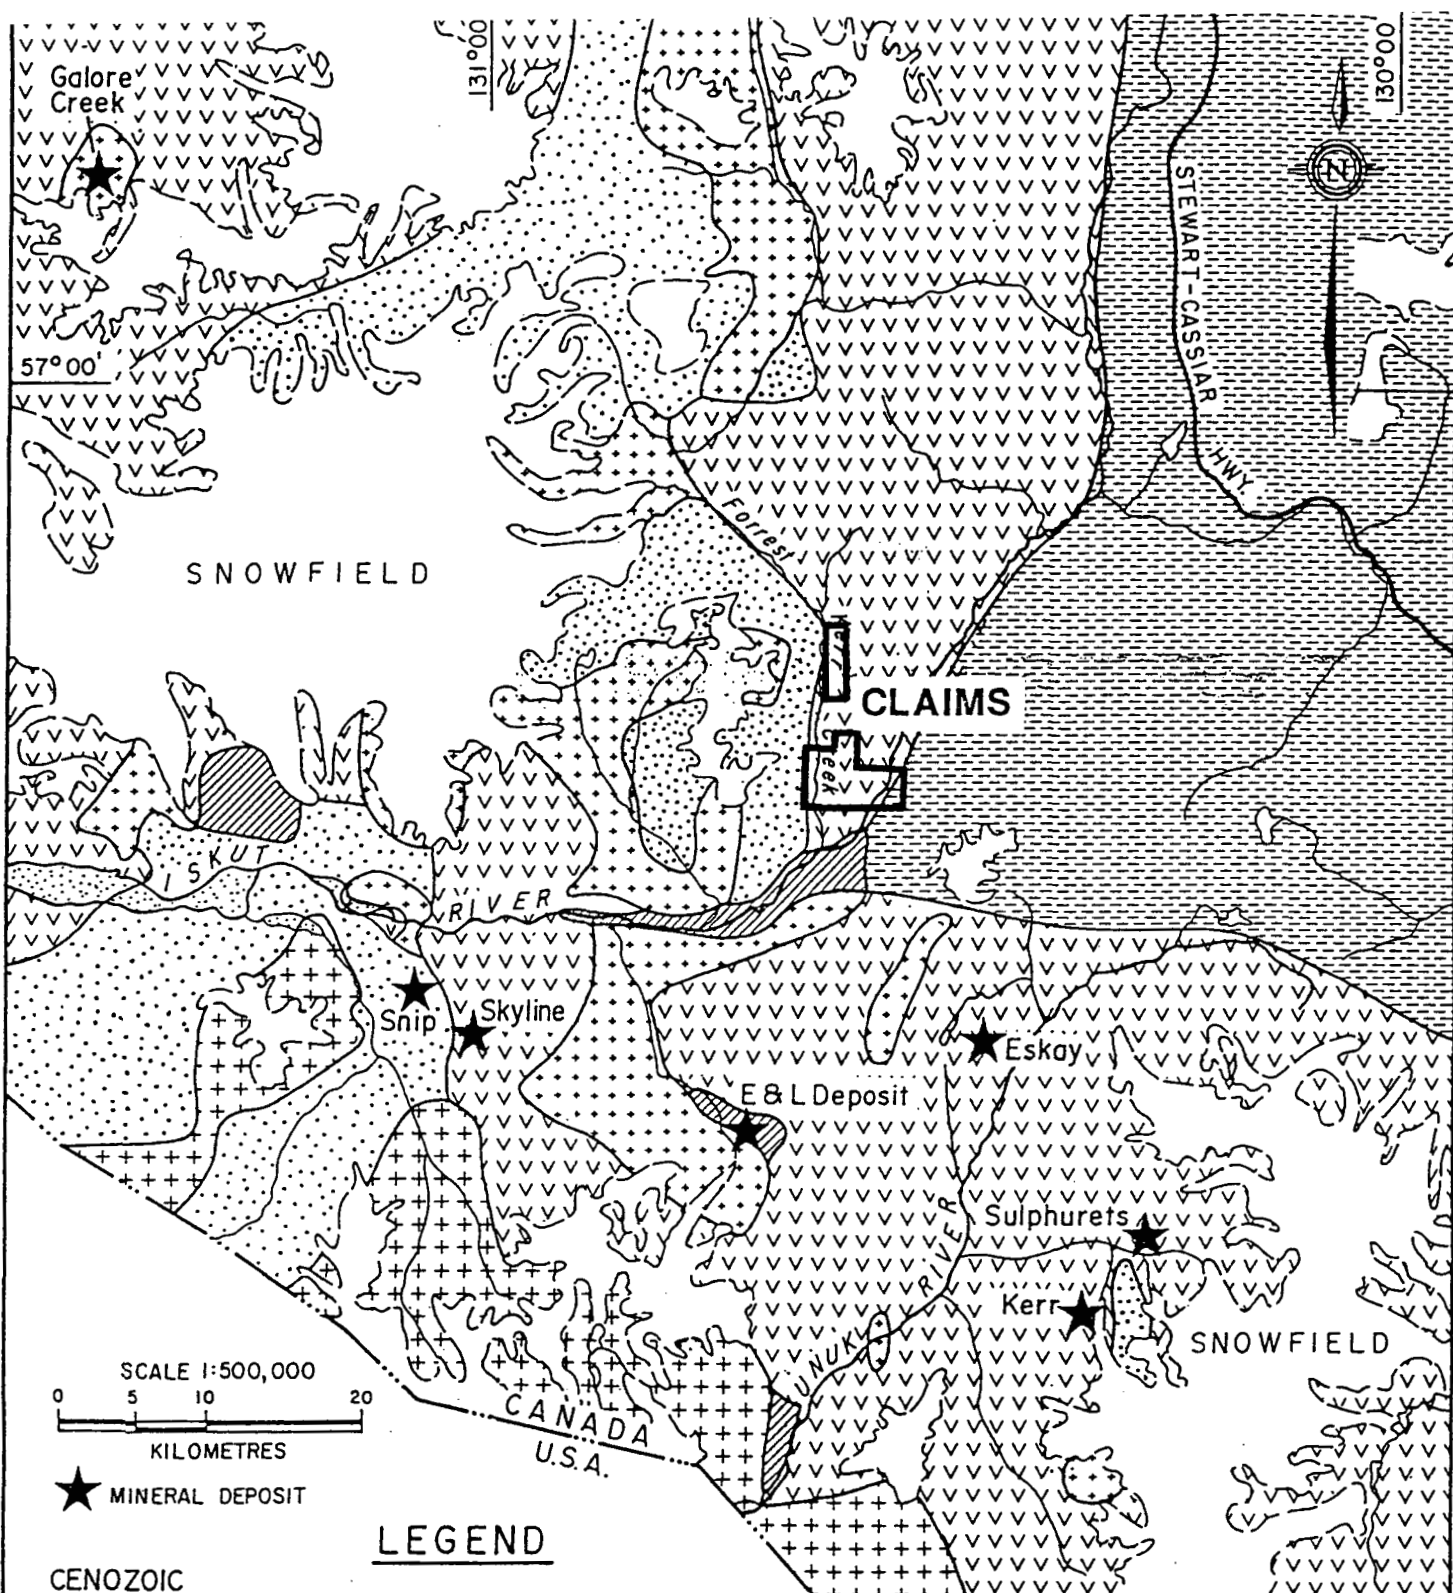 131°00'
130°00'
Galore
Creek
N
STEWART-CASSIAR
HWY
57°00'
Forrest
SNOWFIELD
Kerr
CLAIMS
Creek
ISKUT
RIVER
Snip
Skyline
Eskay
E & L Deposit
RIVER
Sulphurets
Kerr
SNOWFIELD
UNUK
SCALE 1:500,000
0 5 10 20
KILOMETRES
CANADA
U.S.A.
MINERAL DEPOSIT
LEGEND
CENOZOIC